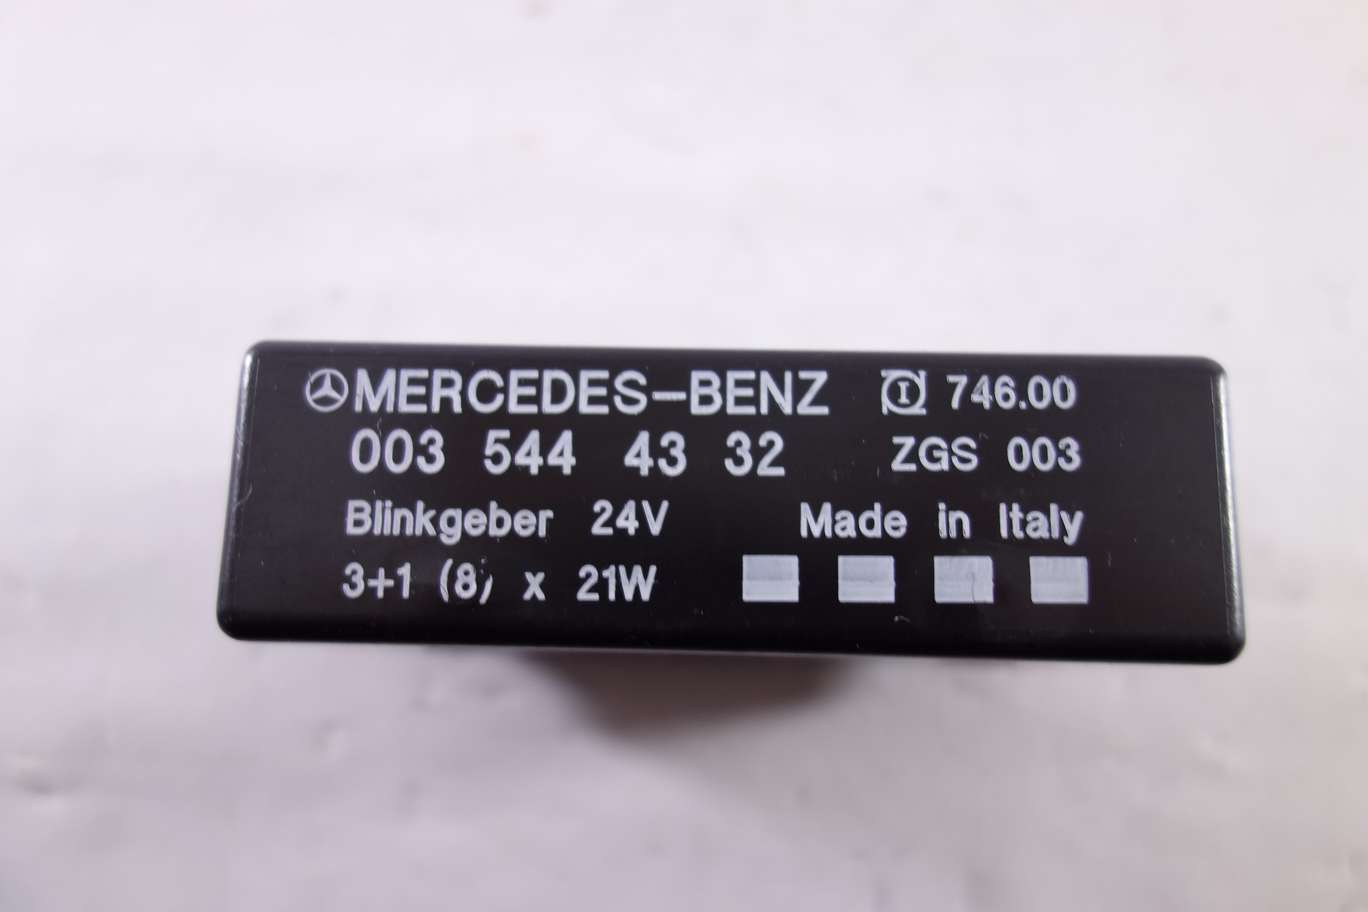 MERCEDES-BENZ 746.00
003 544 43 32 ZGS 003
Blinkgeber 24V Made in Italy
3+1 (8) x 21W